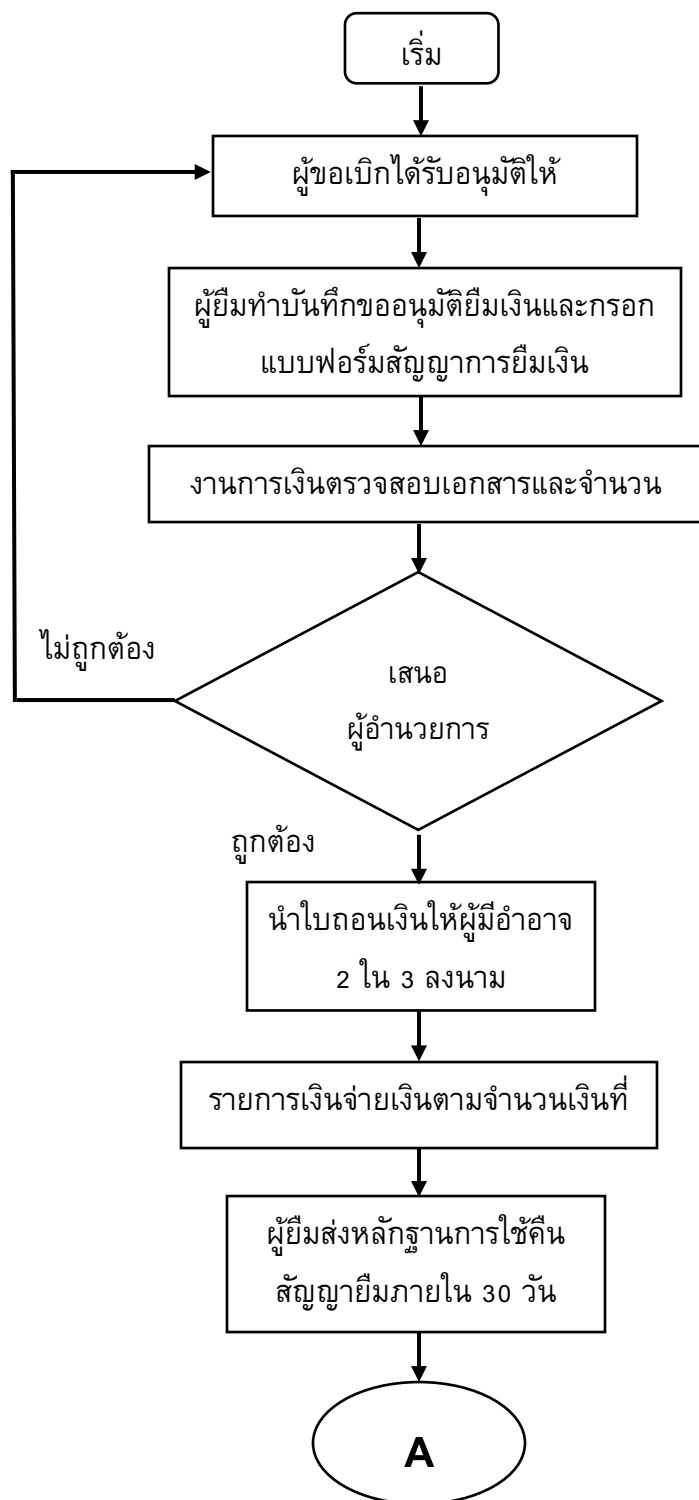 เริ่ม
ผู้ขอเบิกได้รับอนุมัติให้
ผู้ยืมทำบันทึกขออนุมัติยืมเงินและกรอก
แบบฟอร์มสัญญาการยืมเงิน
งานการเงินตรวจสอบเอกสารและจำนวน
ไม่ถูกต้อง
เสนอ
ผู้อำนวยการ
ถูกต้อง
นำใบถอนเงินให้ผู้มีอำอาจ
2 ใน 3 ลงนาม
รายการเงินจ่ายเงินตามจำนวนเงินที่
ผู้ยืมส่งหลักฐานการใช้คืน
สัญญายืมภายใน 30 วัน
A